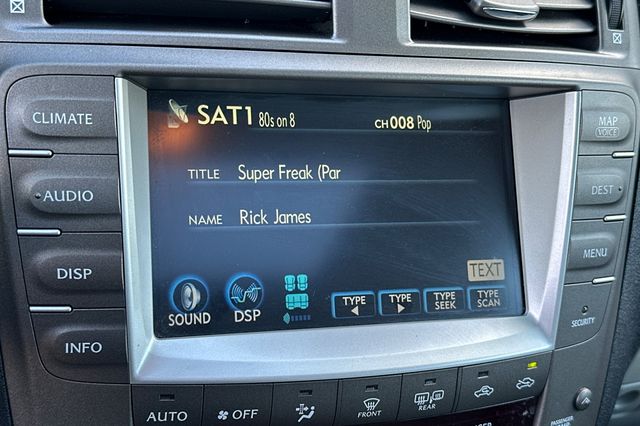 SAT1 80s on 8 CH008 Pop
TITLE Super Freak (Par
NAME Rick James
TEXT
SOUND DSP TYPE TYPE TYPE SEEK TYPE SCAN
CLIMATE
AUDIO
DISP
INFO
MAP
VOICE
DEST
MENU
SECURITY
AUTO OFF FRONT REAR
PASSENGER